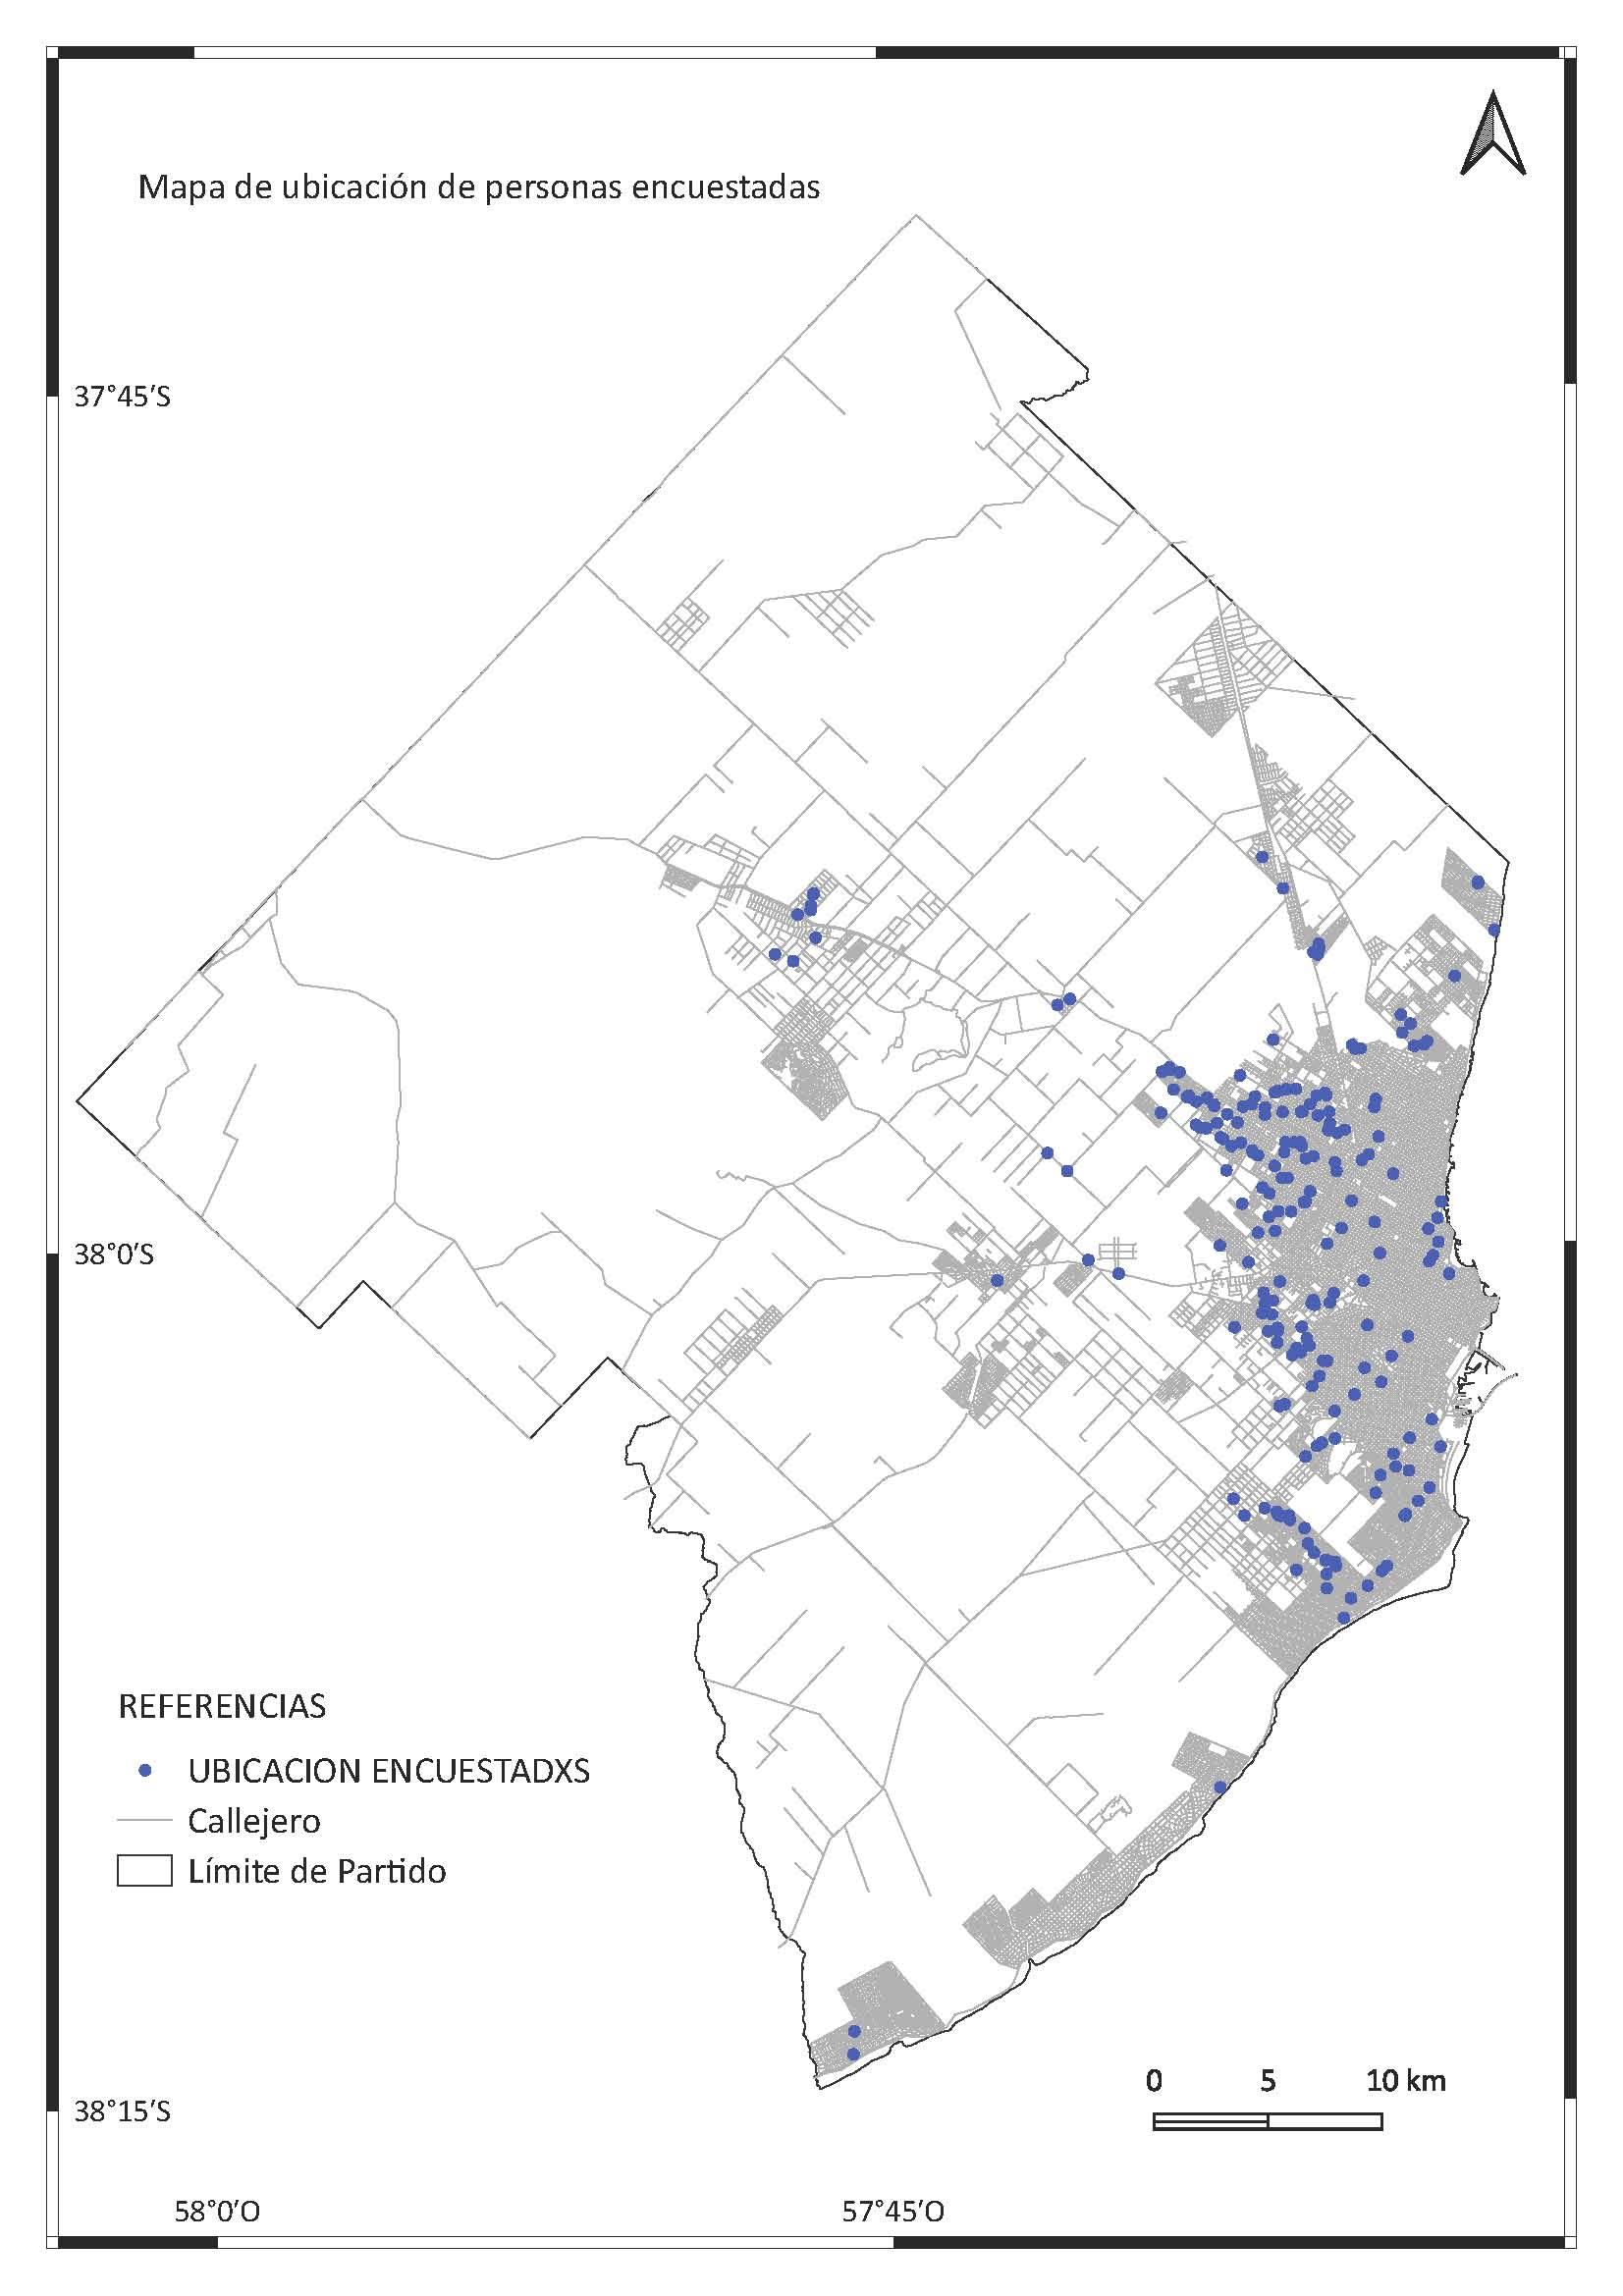 Mapa de ubicación de personas encuestadas
37°45'S
38°0'S
REFERENCIAS
UBICACION ENCUESTADXS
Callejero
Límite de Partido
0 5 10 km
38°15'S
58°0'O 57°45'O